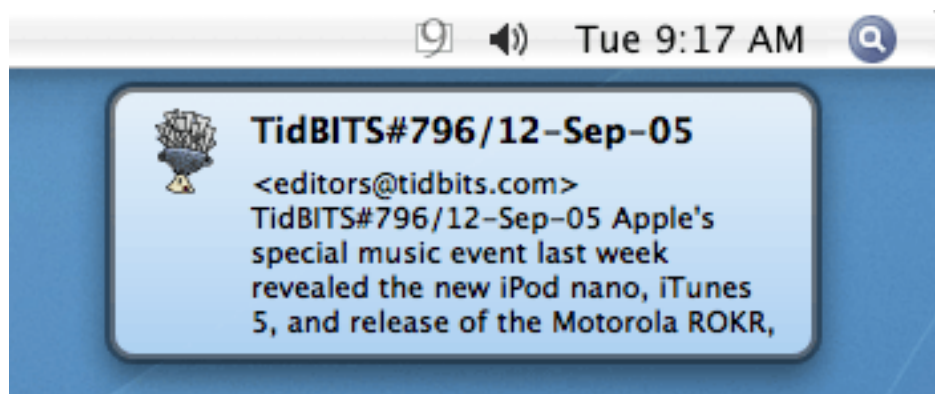 9 Tue 9:17 AM
TidBITS#796/12-Sep-05
<editors@tidbits.com>
TidBITS#796/12-Sep-05 Apple's
special music event last week
revealed the new iPod nano, iTunes
5, and release of the Motorola ROKR,